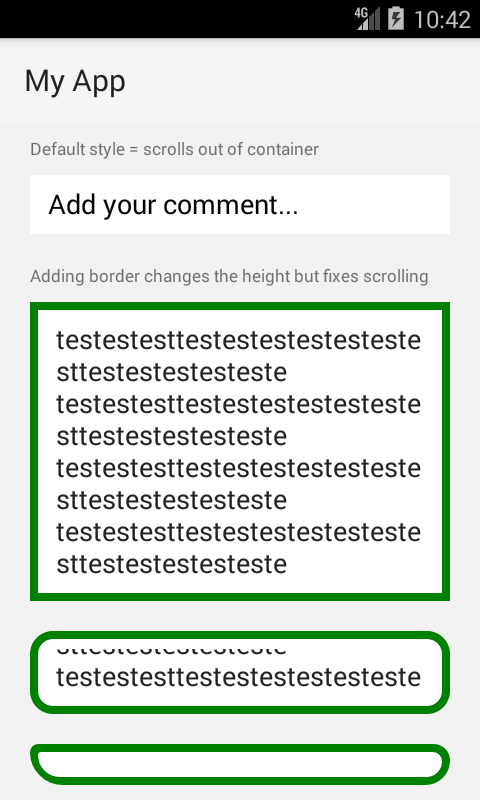 4G 10:42
My App
Default style = scrolls out of container
Add your comment...
Adding border changes the height but fixes scrolling
testestesttestestestestesteste
sttestestestesteste
testestesttestestestestesteste
sttestestestesteste
testestesttestestestestesteste
sttestestestesteste
testestesttestestestestesteste
sttestestestesteste
testestesttestestestestesteste